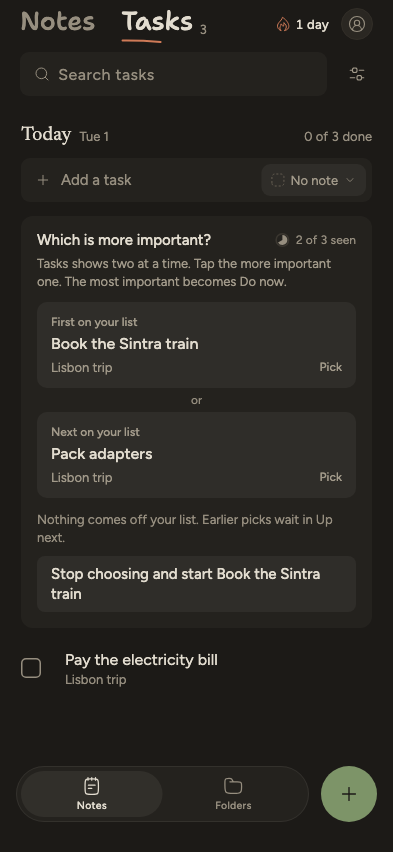 Notes Tasks 3
1 day
Search tasks
Today Tue 1
0 of 3 done
Add a task
No note
Which is more important?
2 of 3 seen
Tasks shows two at a time. Tap the more important
one. The most important becomes Do now.
First on your list
Book the Sintra train
Lisbon trip
Pick
or
Next on your list
Pack adapters
Lisbon trip
Pick
Nothing comes off your list. Earlier picks wait in Up
next.
Stop choosing and start Book the Sintra
train
Pay the electricity bill
Lisbon trip
Notes
Folders